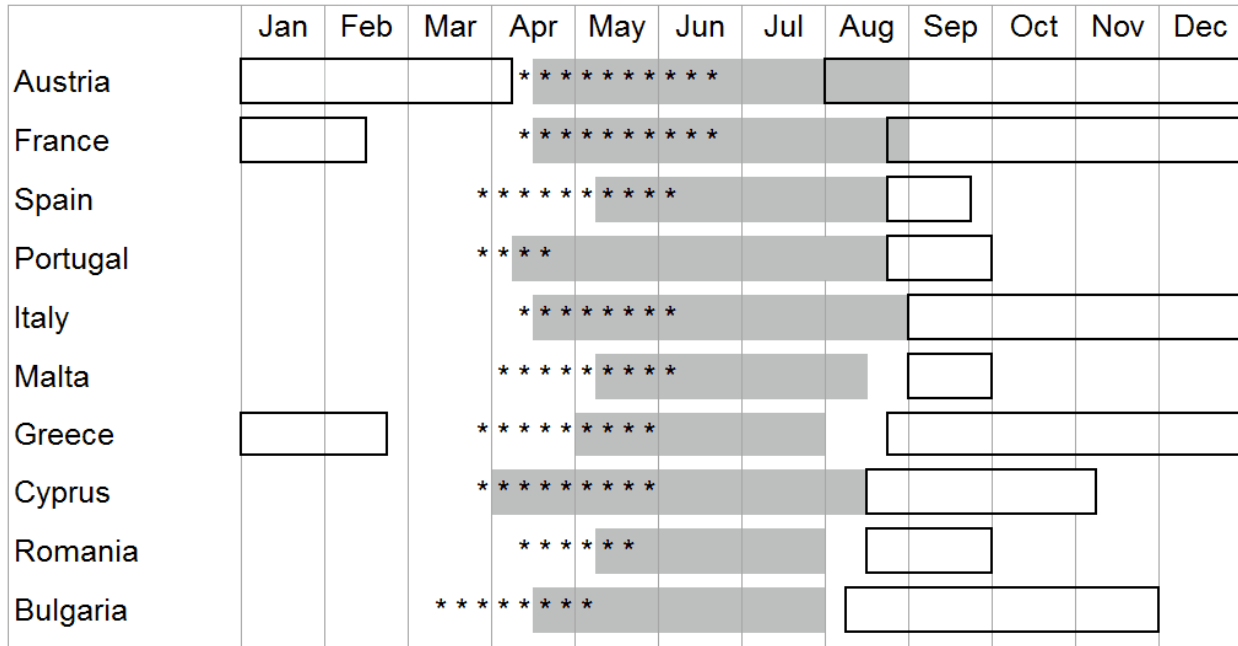 Jan Feb Mar Apr May Jun Jul Aug Sep Oct Nov Dec
Austria * * * * * * * * * *
France * * * * * * * * * *
Spain * * * * * * * * * *
Portugal * * * *
Italy * * * * * * * *
Malta * * * * * * * * *
Greece * * * * * * * * *
Cyprus * * * * * * * * *
Romania * * * * * *
Bulgaria * * * * * * * *